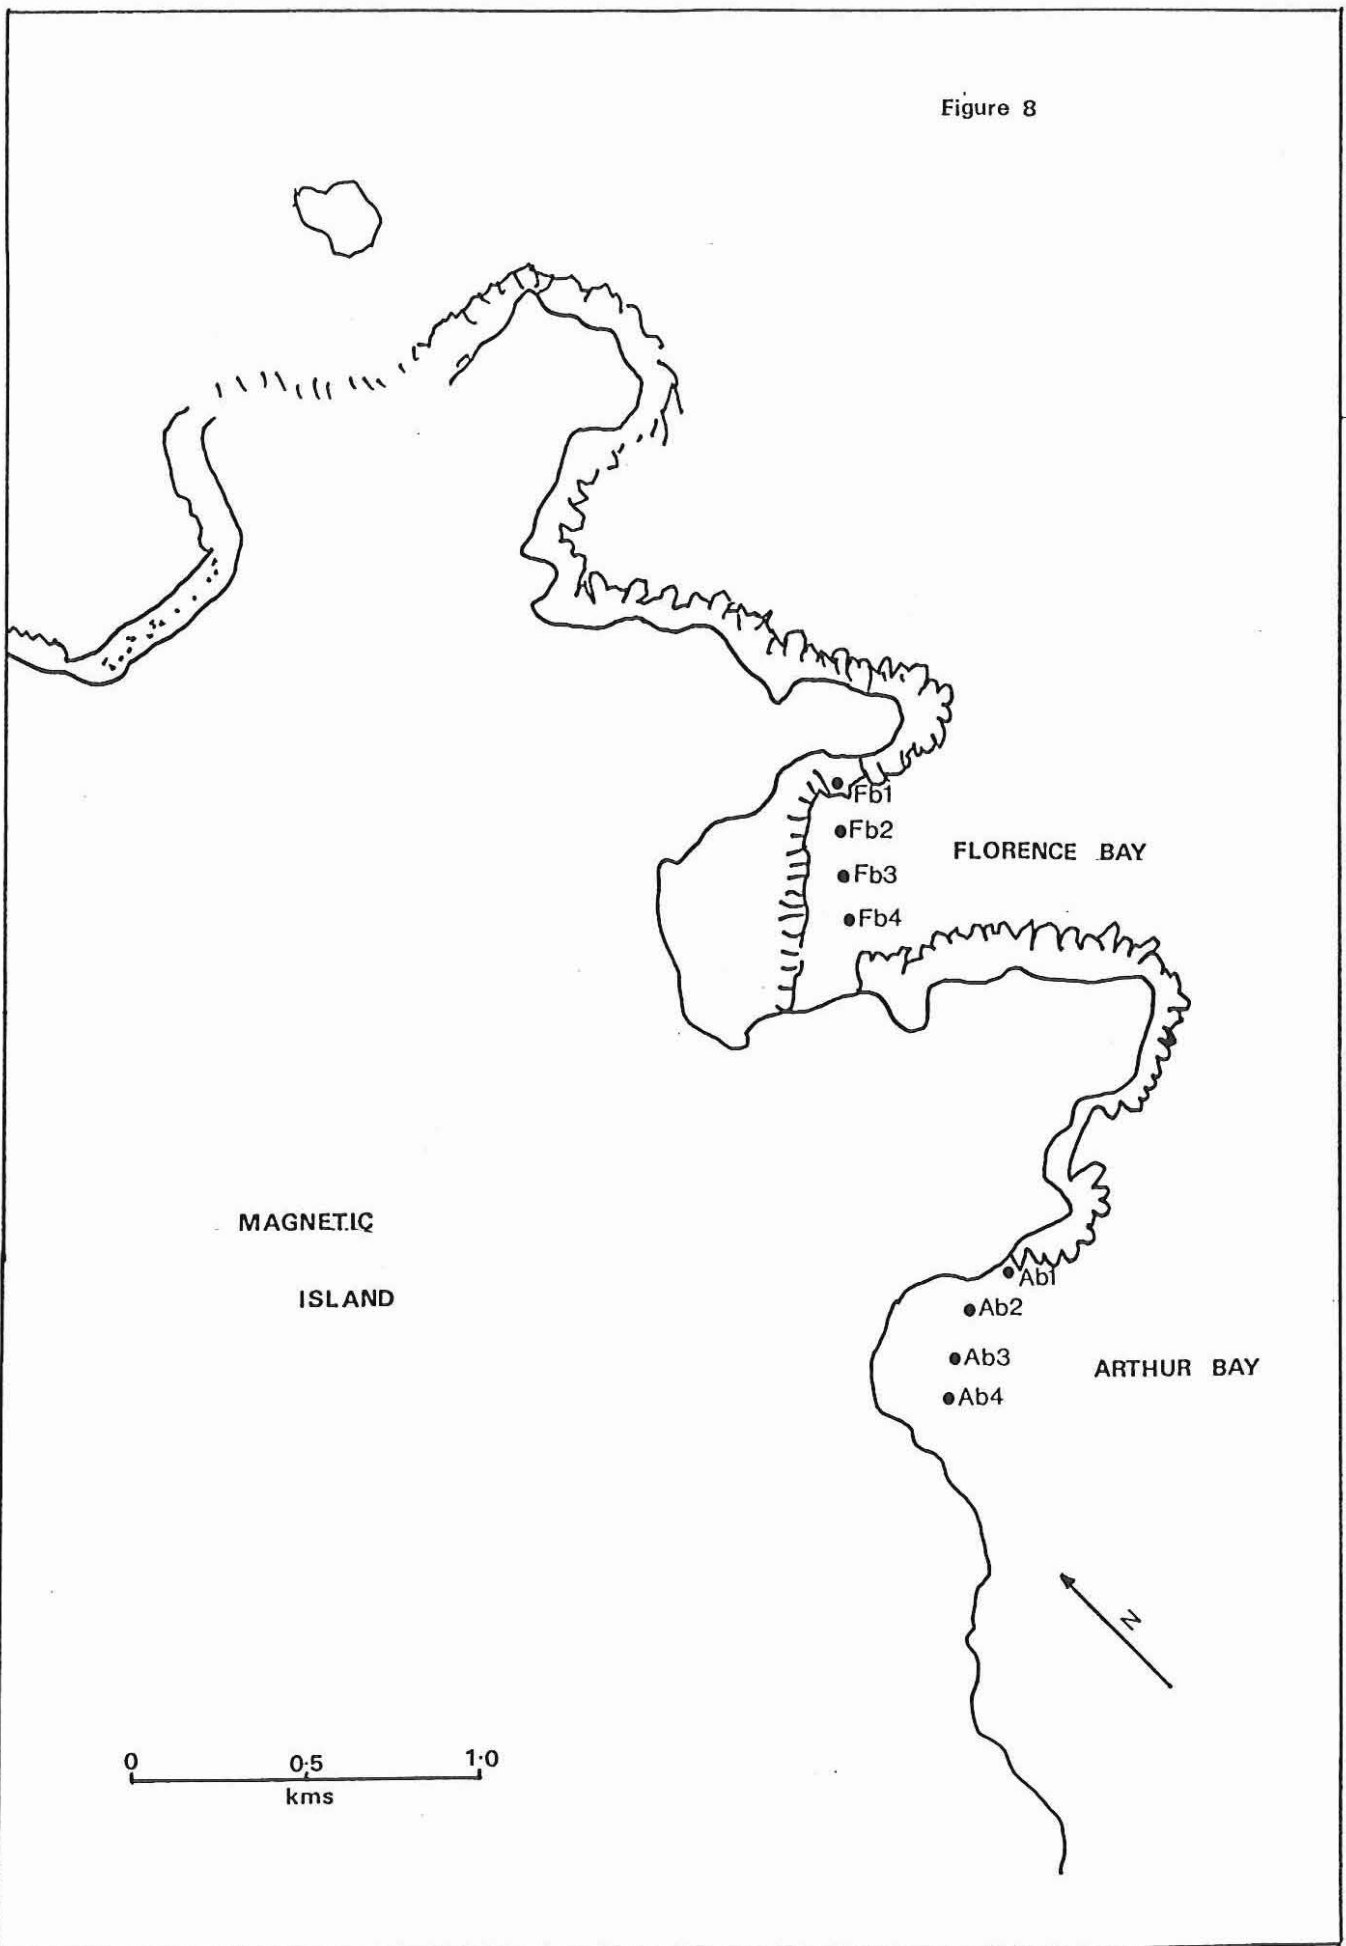 Figure 8
Fb1
Fb2
FLORENCE BAY
Fb3
Fb4
MAGNETIC
ISLAND
Ab1
Ab2
Ab3
ARTHUR BAY
Ab4
N
0 0·5 1·0
kms